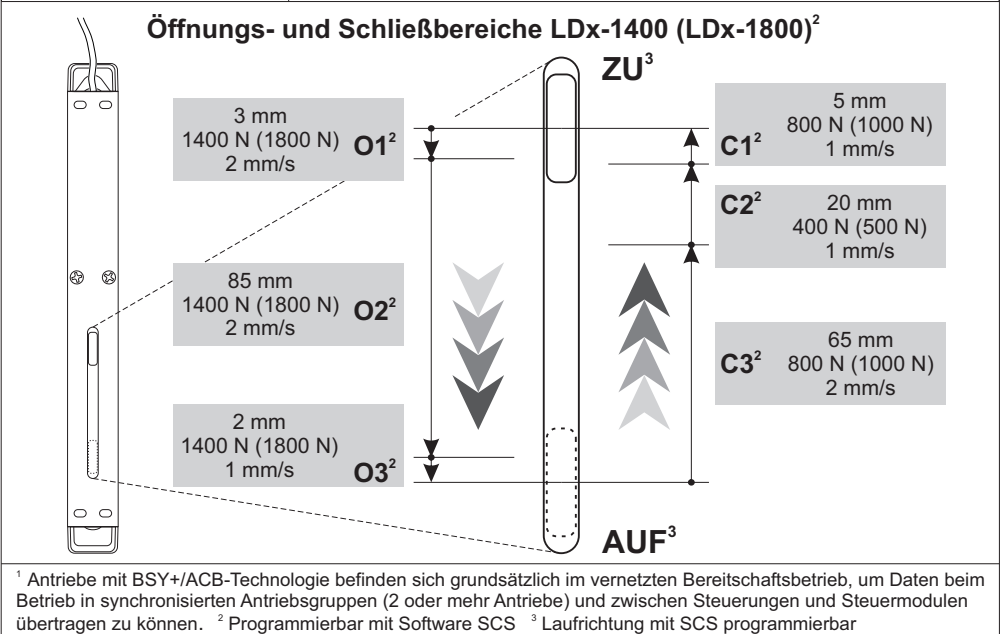 Öffnungs- und Schließbereiche LDx-1400 (LDx-1800)²
ZU³
3 mm
1400 N (1800 N)
2 mm/s
O1²
85 mm
1400 N (1800 N)
2 mm/s
O2²
2 mm
1400 N (1800 N)
1 mm/s
O3²
C1²
5 mm
800 N (1000 N)
1 mm/s
C2²
20 mm
400 N (500 N)
1 mm/s
C3²
65 mm
800 N (1000 N)
2 mm/s
AUF³
¹ Antriebe mit BSY+/ACB-Technologie befinden sich grundsätzlich im vernetzten Bereitschaftsbetrieb, um Daten beim
Betrieb in synchronisierten Antriebsgruppen (2 oder mehr Antriebe) und zwischen Steuerungen und Steuermodulen
übertragen zu können. ² Programmierbar mit Software SCS ³ Laufrichtung mit SCS programmierbar